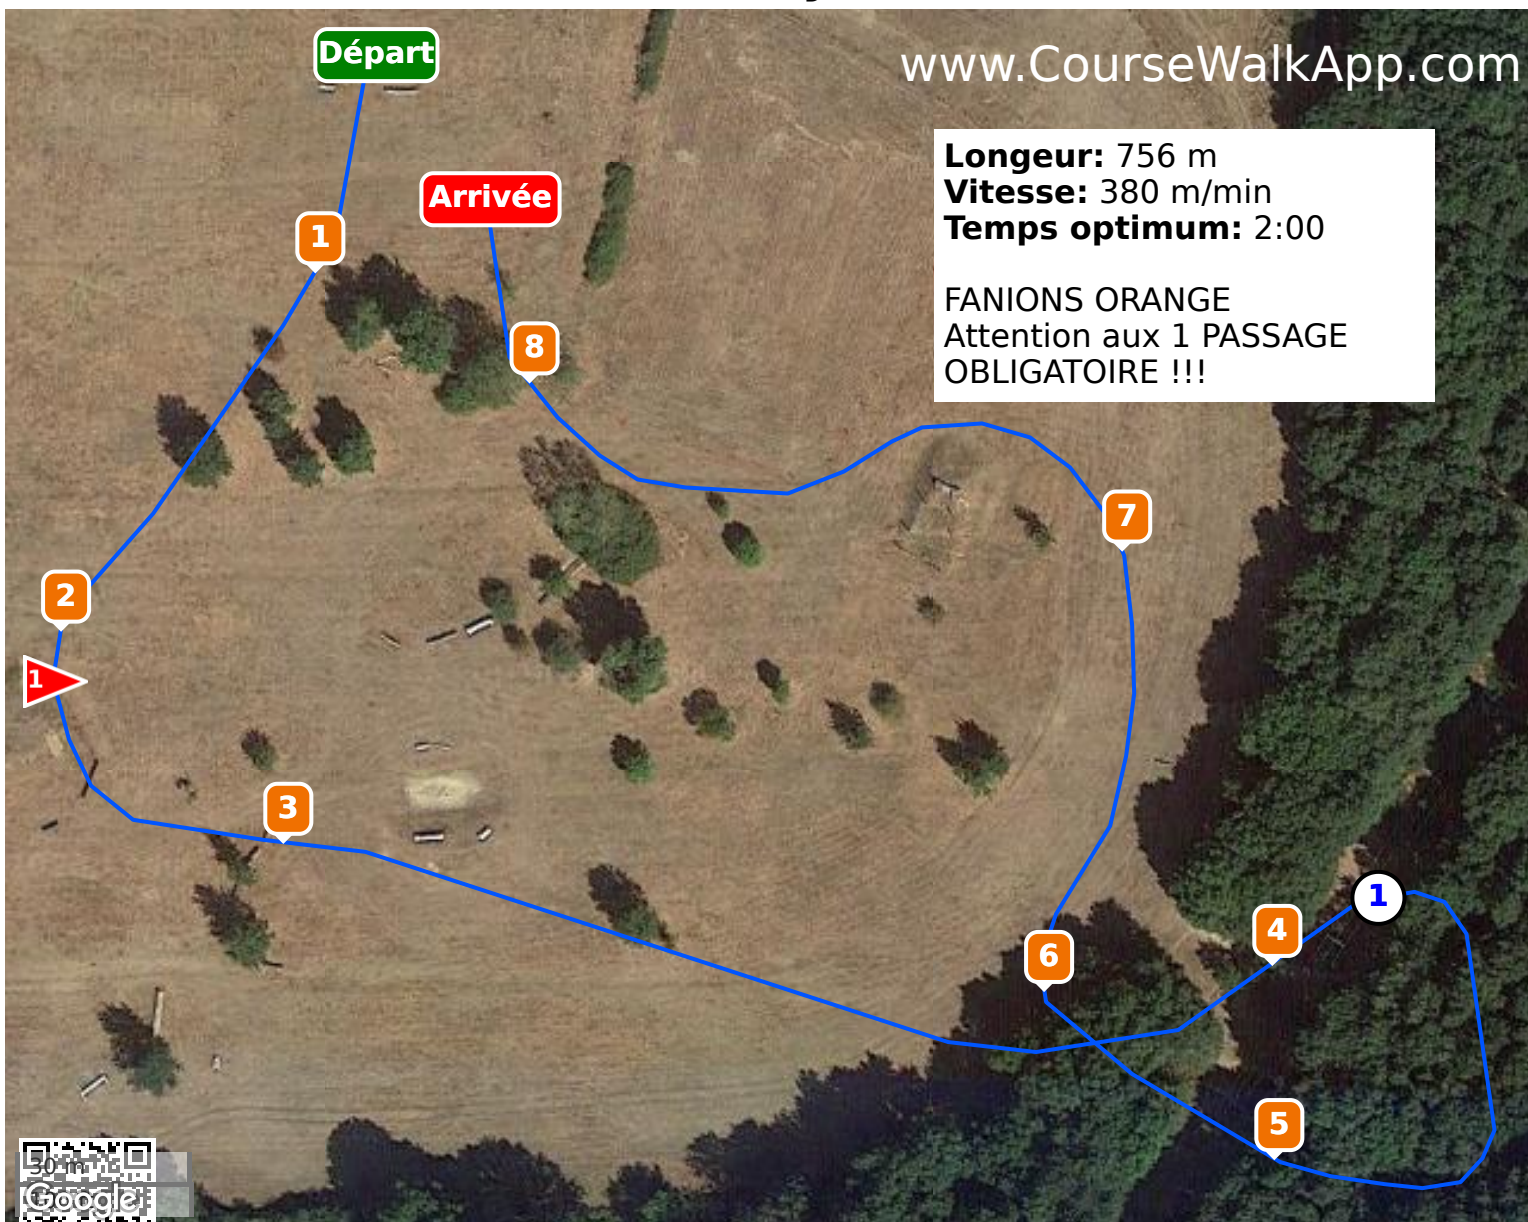 Départ
www.CourseWalkApp.com
Longeur: 756 m
Vitesse: 380 m/min
Temps optimum: 2:00
Arrivée
1
FANIONS ORANGE
Attention aux 1 PASSAGE
OBLIGATOIRE !!!
8
7
2
1
3
1
4
6
5
30 m
Google